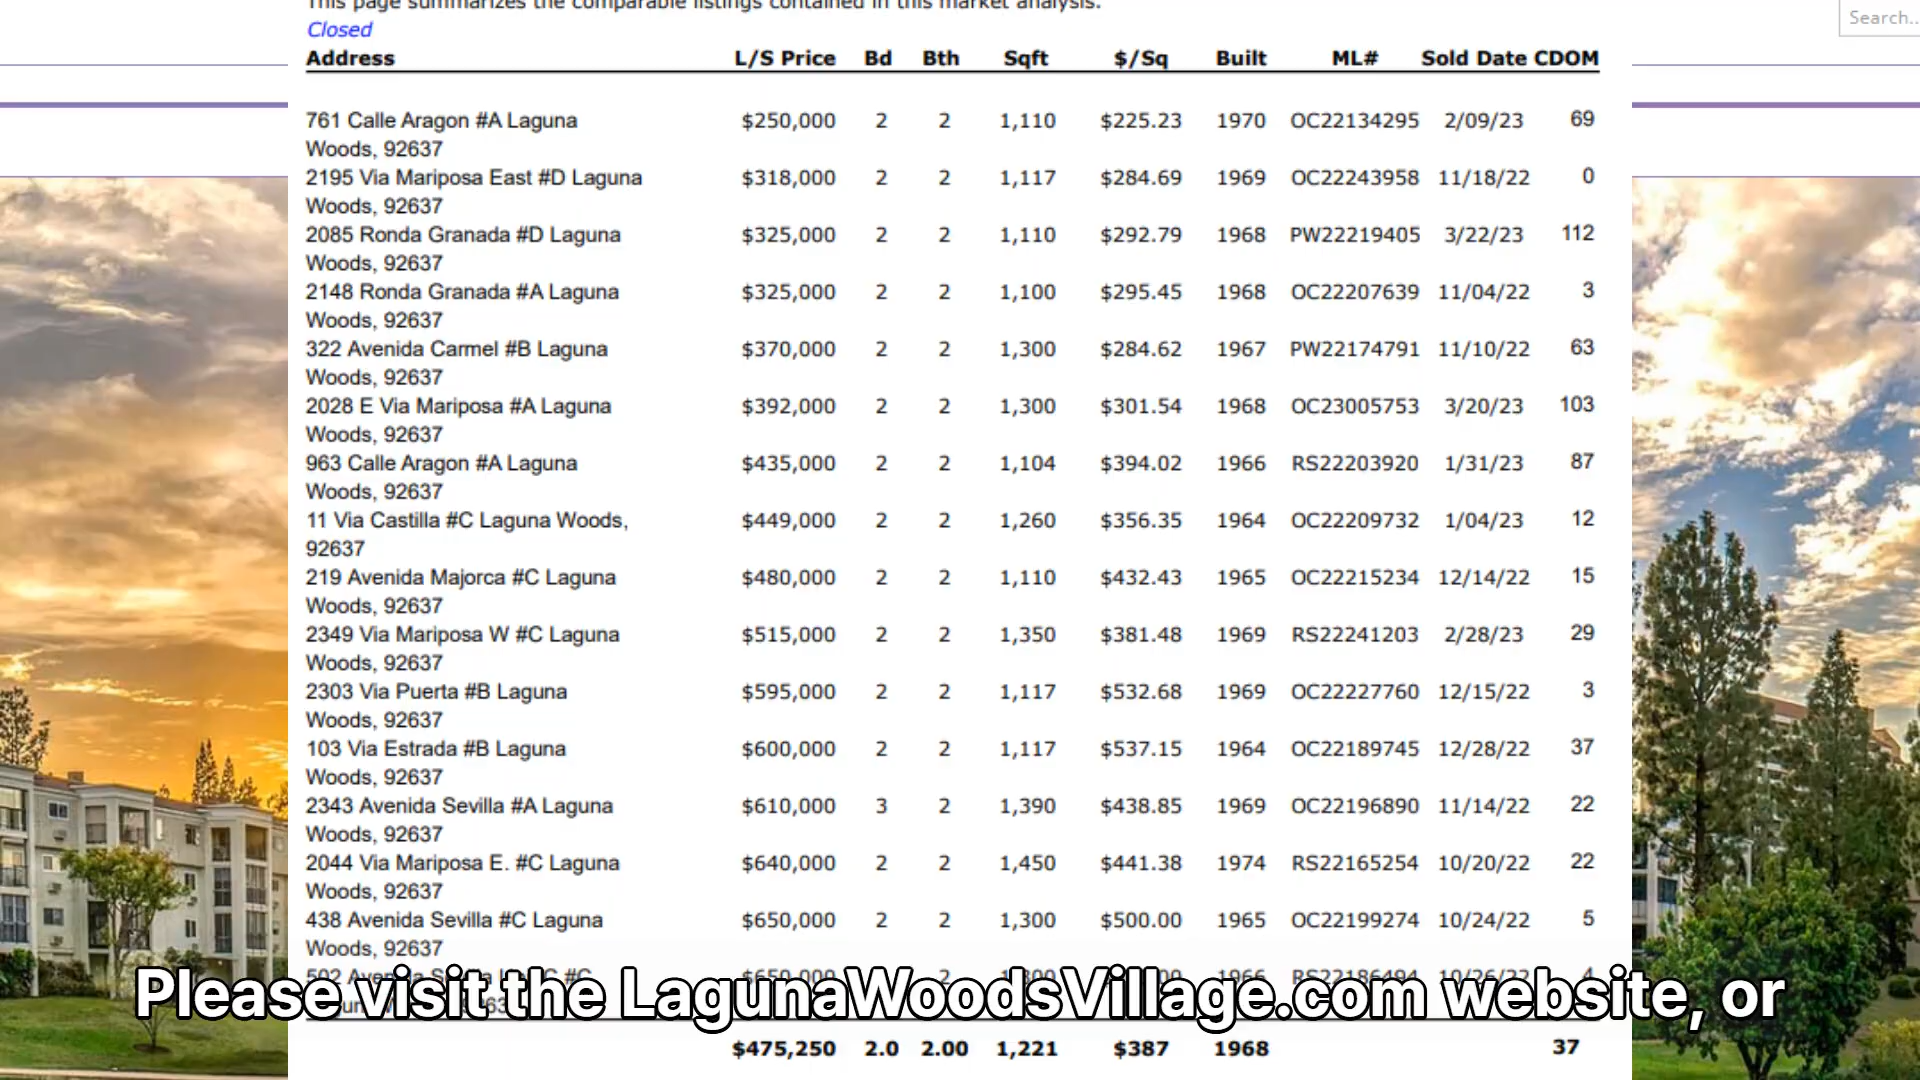 This page summarizes the comparable listings contained in this market analysis.
Search..
Closed
Address L/S Price Bd Bth Sqft $/Sq Built ML# Sold Date CDOM
761 Calle Aragon #A Laguna $250,000 2 2 1,110 $225.23 1970 OC22134295 2/09/23 69
Woods, 92637
2195 Via Mariposa East #D Laguna $318,000 2 2 1,117 $284.69 1969 OC22243958 11/18/22 0
Woods, 92637
2085 Ronda Granada #D Laguna $325,000 2 2 1,110 $292.79 1968 PW22219405 3/22/23 112
Woods, 92637
2148 Ronda Granada #A Laguna $325,000 2 2 1,100 $295.45 1968 OC22207639 11/04/22 3
Woods, 92637
322 Avenida Carmel #B Laguna $370,000 2 2 1,300 $284.62 1967 PW22174791 11/10/22 63
Woods, 92637
2028 E Via Mariposa #A Laguna $392,000 2 2 1,300 $301.54 1968 OC23005753 3/20/23 103
Woods, 92637
963 Calle Aragon #A Laguna $435,000 2 2 1,104 $394.02 1966 RS22203920 1/31/23 87
Woods, 92637
11 Via Castilla #C Laguna Woods, $449,000 2 2 1,260 $356.35 1964 OC22209732 1/04/23 12
92637
219 Avenida Majorca #C Laguna $480,000 2 2 1,110 $432.43 1965 OC22215234 12/14/22 15
Woods, 92637
2349 Via Mariposa W #C Laguna $515,000 2 2 1,350 $381.48 1969 RS22241203 2/28/23 29
Woods, 92637
2303 Via Puerta #B Laguna $595,000 2 2 1,117 $532.68 1969 OC22227760 12/15/22 3
Woods, 92637
103 Via Estrada #B Laguna $600,000 2 2 1,117 $537.15 1964 OC22189745 12/28/22 37
Woods, 92637
2343 Avenida Sevilla #A Laguna $610,000 3 2 1,390 $438.85 1969 OC22196890 11/14/22 22
Woods, 92637
2044 Via Mariposa E. #C Laguna $640,000 2 2 1,450 $441.38 1974 RS22165254 10/20/22 22
Woods, 92637
438 Avenida Sevilla #C Laguna $650,000 2 2 1,300 $500.00 1965 OC22199274 10/24/22 5
Woods, 92637
Please visit the LagunaWoodsVillage.com website, or
$475,250 2.0 2.00 1,221 $387 1968 37